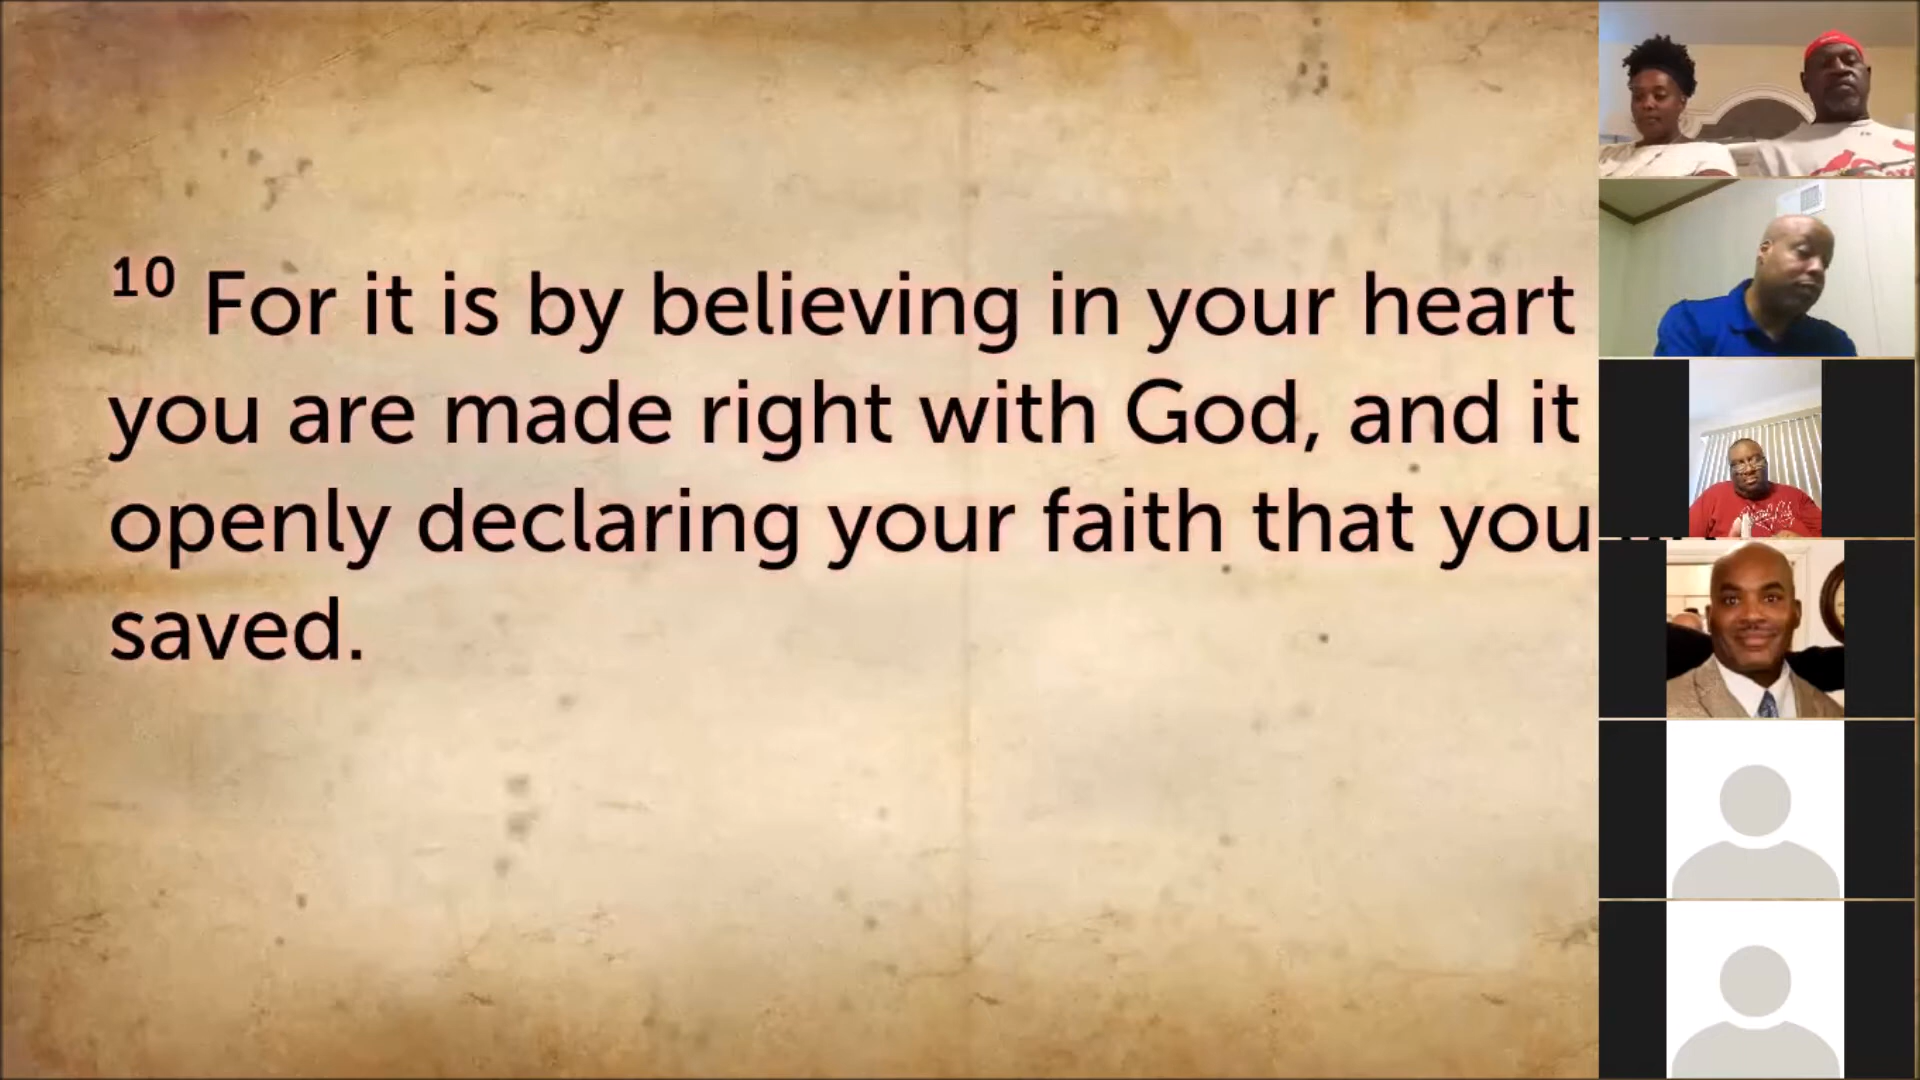 10 For it is by believing in your heart
you are made right with God, and it
openly declaring your faith that you
saved.